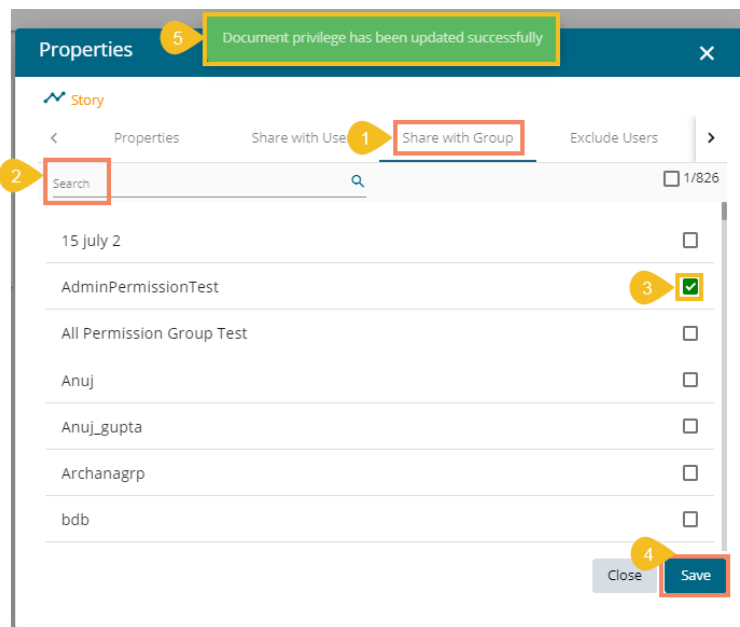 5 Document privilege has been updated successfully
Properties
Story
Properties Share with Use 1 Share with Group Exclude Users
2 Search 1/826
15 july 2
AdminPermissionTest 3
All Permission Group Test
Anuj
Anuj_gupta
Archanagrp
bdb
4
Close Save